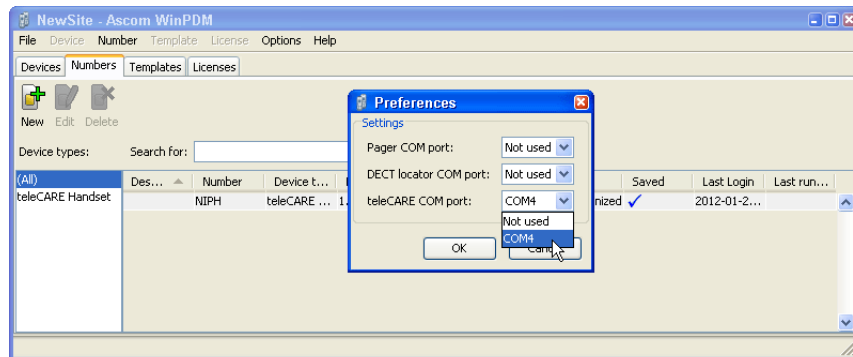 NewSite - Ascom WinPDM
File Device Number Template License Options Help
Devices Numbers Templates Licenses
New Edit Delete
Device types: Search for:
(All)
teleCARE Handset
Des... Number Device t... Saved Last Login Last run...
NIPH teleCARE ... 1. nized 2012-01-2...
Preferences
Settings
Pager COM port: Not used
DECT locator COM port: Not used
teleCARE COM port: COM4
Not used
COM4
OK